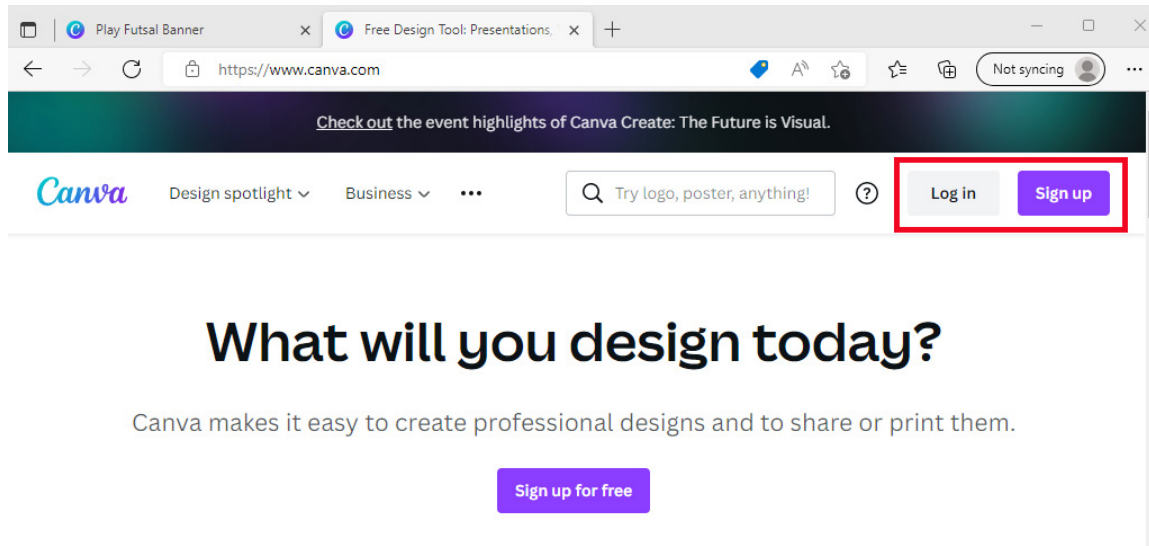 Play Futsal Banner
Free Design Tool: Presentations,
https://www.canva.com
Not syncing
Check out the event highlights of Canva Create: The Future is Visual.
Canva Design spotlight Business ••• Try logo, poster, anything! ? Log in Sign up
What will you design today?
Canva makes it easy to create professional designs and to share or print them.
Sign up for free